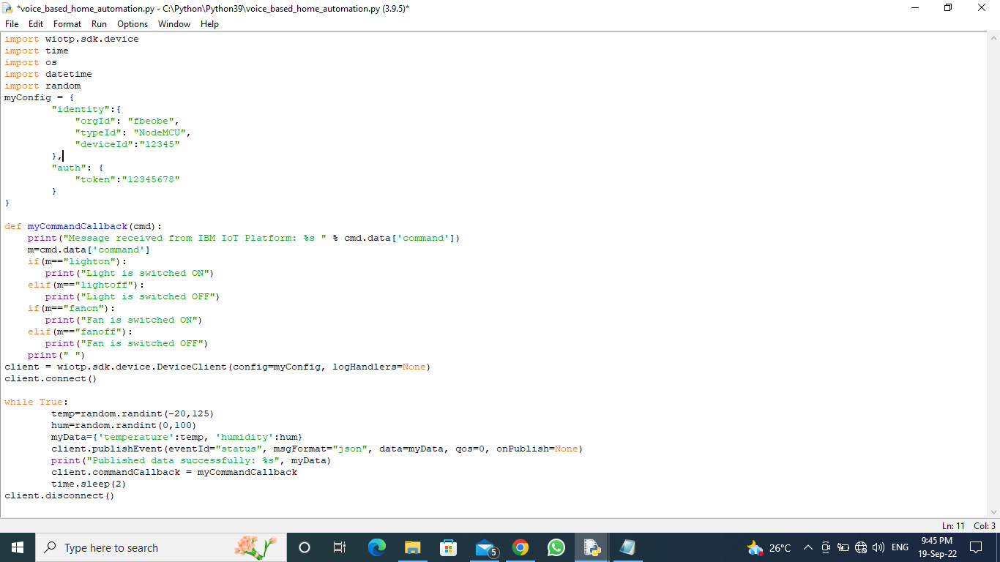 *voice_based_home_automation.py - C:\Python\Python39\voice_based_home_automation.py (3.9.5)*
File Edit Format Run Options Window Help
import wiotp.sdk.device
import time
import os
import datetime
import random
myConfig = {
        "identity":{
            "orgId": "fbeobe",
            "typeId": "NodeMCU",
            "deviceId":"12345"
        },
        "auth": {
            "token":"12345678"
        }
}
def myCommandCallback(cmd):
    print("Message received from IBM IoT Platform: %s " % cmd.data['command'])
    m=cmd.data['command']
    if(m=="lighton"):
       print("Light is switched ON")
    elif(m=="lightoff"):
       print("Light is switched OFF")
    if(m=="fanon"):
       print("Fan is switched ON")
    elif(m=="fanoff"):
       print("Fan is switched OFF")
    print(" ")
client = wiotp.sdk.device.DeviceClient(config=myConfig, logHandlers=None)
client.connect()
while True:
        temp=random.randint(-20,125)
        hum=random.randint(0,100)
        myData={'temperature':temp, 'humidity':hum}
        client.publishEvent(eventId="status", msgFormat="json", data=myData, qos=0, onPublish=None)
        print("Published data successfully: %s", myData)
        client.commandCallback = myCommandCallback
        time.sleep(2)
client.disconnect()
Ln: 11 Col: 3
Type here to search
5
26°C
ENG
9:45 PM
19-Sep-22